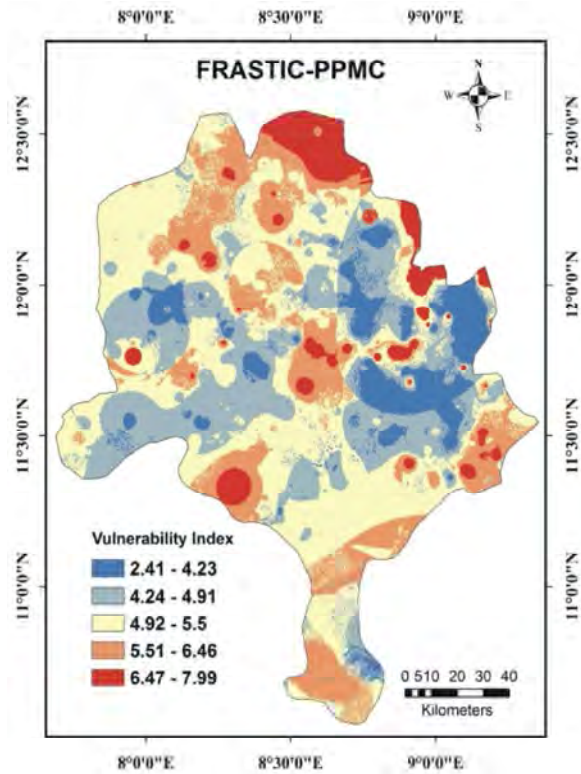 8°0'0"E 8°30'0"E 9°0'0"E
FRASTIC-PPMC
N
W E
S
12°30'0"N 12°30'0"N
12°0'0"N 12°0'0"N
11°30'0"N 11°30'0"N
11°0'0"N 11°0'0"N
Vulnerability Index
2.41 - 4.23
4.24 - 4.91
4.92 - 5.5
5.51 - 6.46
6.47 - 7.99
0 5 10 20 30 40
Kilometers
8°0'0"E 8°30'0"E 9°0'0"E